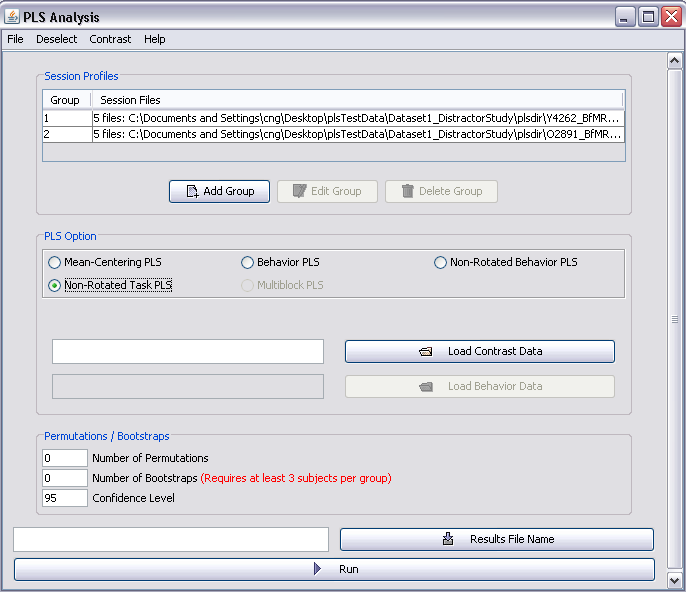 PLS Analysis
File Deselect Contrast Help
Session Profiles
Group Session Files
1 5 files: C:\Documents and Settings\cng\Desktop\plsTestData\Dataset1_DistractorStudy\plsdir\Y4262_BfMR...
2 5 files: C:\Documents and Settings\cng\Desktop\plsTestData\Dataset1_DistractorStudy\plsdir\O2891_BfMR...
Add Group Edit Group Delete Group
PLS Option
Mean-Centering PLS Behavior PLS Non-Rotated Behavior PLS
Non-Rotated Task PLS Multiblock PLS
Load Contrast Data
Load Behavior Data
Permutations / Bootstraps
0 Number of Permutations
0 Number of Bootstraps (Requires at least 3 subjects per group)
95 Confidence Level
Results File Name
Run